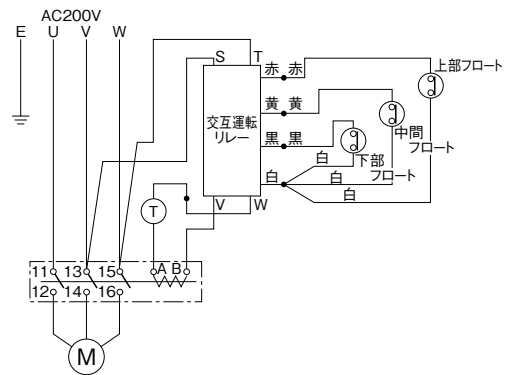 AC200V
E U V W
S T
赤 赤
上部フロート
黄 黄
交互運転
リレー
中間
フロート
黒 黒
下部
フロート
白 白
白
白
V W
T
11 13 15 A B
12 14 16
M